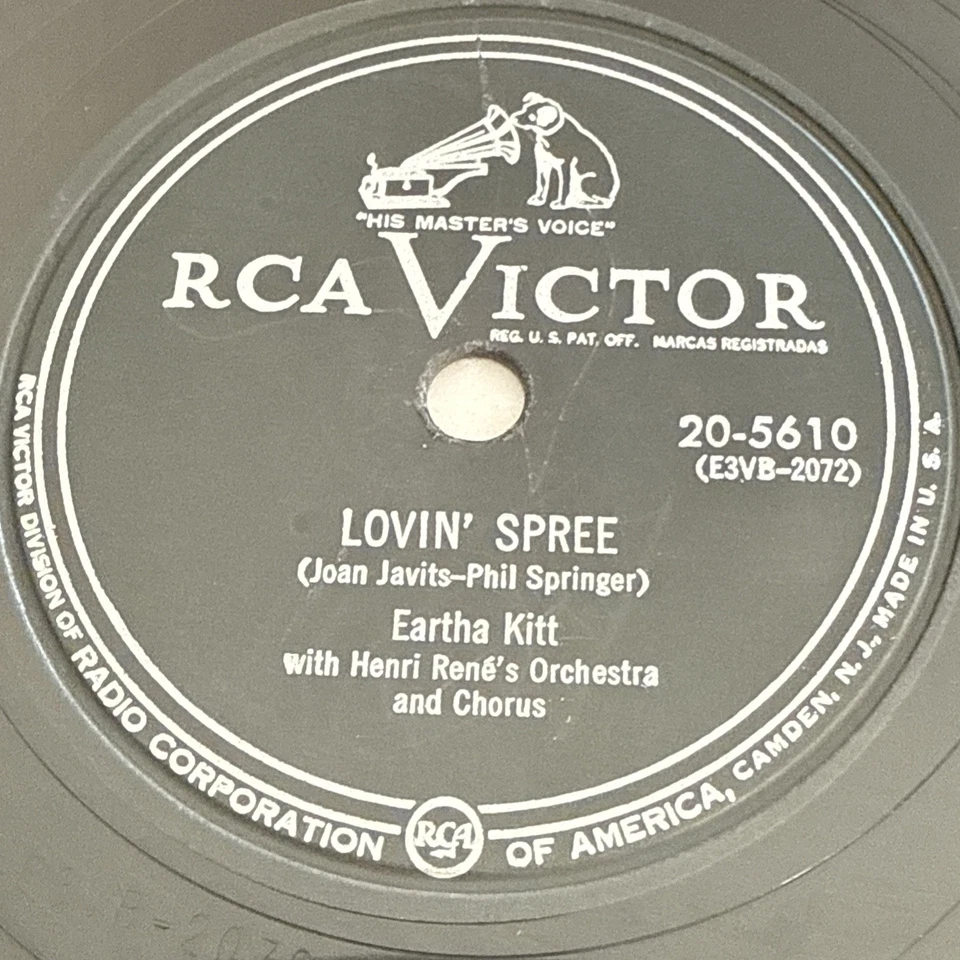 "HIS MASTER'S VOICE"
RCA VICTOR
REG. U. S. PAT. OFF. MARCAS REGISTRADAS
20-5610
(E3VB-2072)
LOVIN' SPREE
(Joan Javits-Phil Springer)
Eartha Kitt
with Henri René's Orchestra
and Chorus
RCA VICTOR DIVISION OF RADIO CORPORATION OF AMERICA, CAMDEN, N. J., MADE IN U. S. A.
RCA